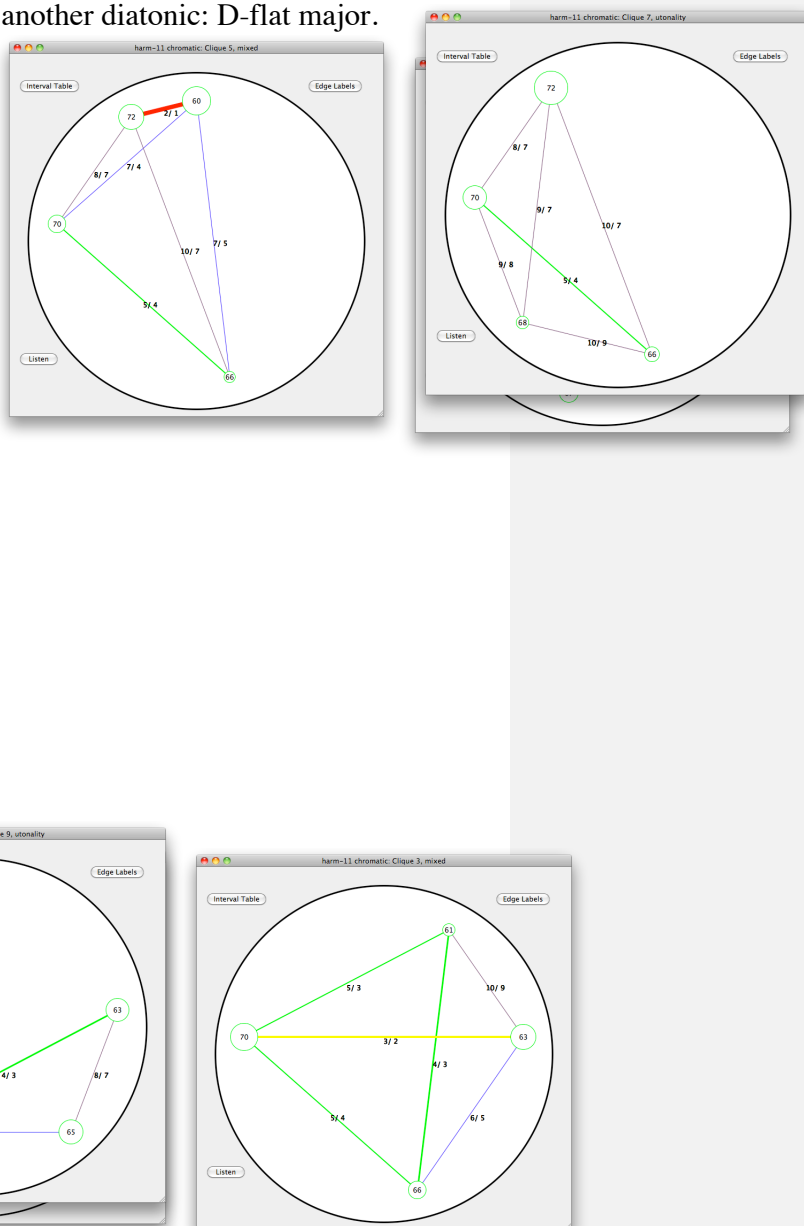 another diatonic: D-flat major.
harm-11 chromatic: Clique 5, mixed
Interval Table
Edge Labels
60
72
2/ 1
8/ 7
7/ 4
70
10/ 7
7/ 5
5/ 4
Listen
66
harm-11 chromatic: Clique 7, utonality
Interval Table
Edge Labels
72
8/ 7
70
9/ 7
10/ 7
9/ 8
5/ 4
68
Listen
10/ 9
66
e 9, utonality
Edge Labels
63
4/ 3
8/ 7
65
harm-11 chromatic: Clique 3, mixed
Interval Table
Edge Labels
61
5/ 3
10/ 9
70
3/ 2
63
4/ 3
5/ 4
6/ 5
Listen
66